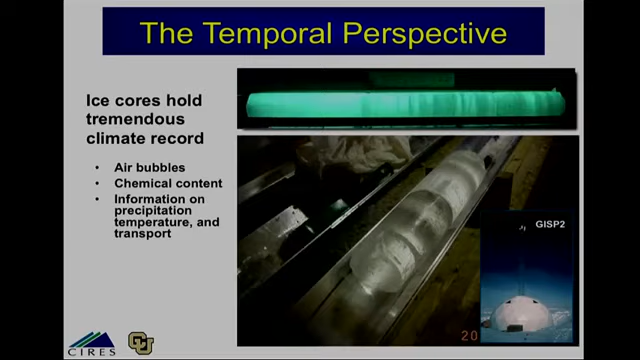 The Temporal Perspective
Ice cores hold
tremendous
climate record
• Air bubbles
• Chemical content
• Information on
precipitation
temperature, and
transport
GISP2
20
CIRES
CU